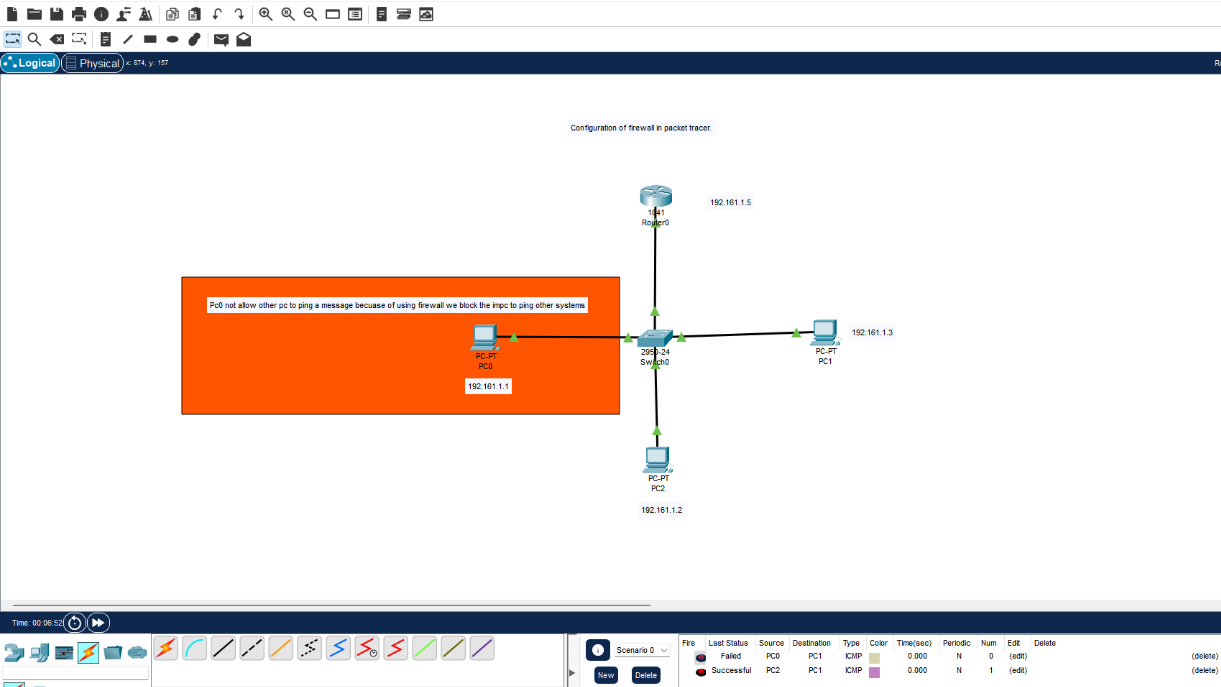 Logical
Physical
x: 874, y: 157
Configuration of firewall in packet tracer.
192.161.1.5
1841
Router0
Pc0 not allow other pc to ping a message becuase of using firewall we block the impc to ping other systems
PC-PT
PC0
192.161.1.1
2950-24
Switch0
192.161.1.3
PC-PT
PC1
PC-PT
PC2
192.161.1.2
Time: 00:06:52
Scenario 0
New
Delete
Fire Last Status Source Destination Type Color Time(sec) Periodic Num Edit Delete
Failed PC0 PC1 ICMP 0.000 N 0 (edit) (delete)
Successful PC2 PC1 ICMP 0.000 N 1 (edit) (delete)